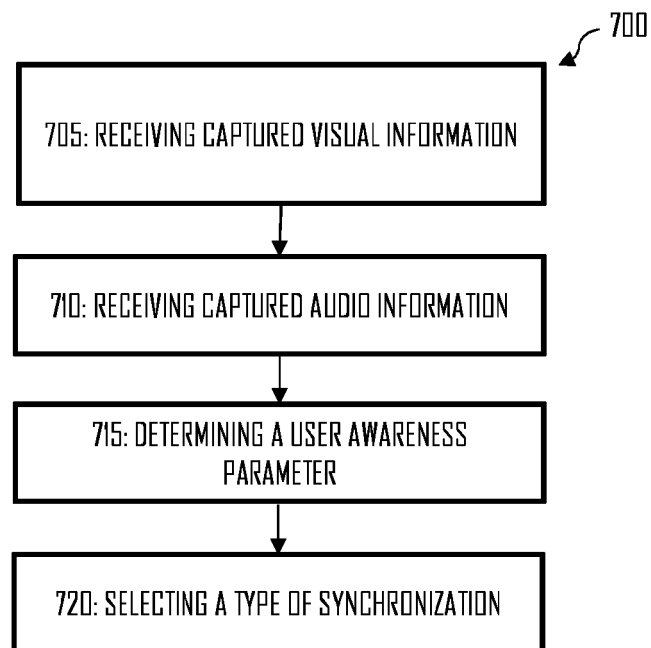 700
705: RECEIVING CAPTURED VISUAL INFORMATION
710: RECEIVING CAPTURED AUDIO INFORMATION
715: DETERMINING A USER AWARENESS
PARAMETER
720: SELECTING A TYPE OF SYNCHRONIZATION